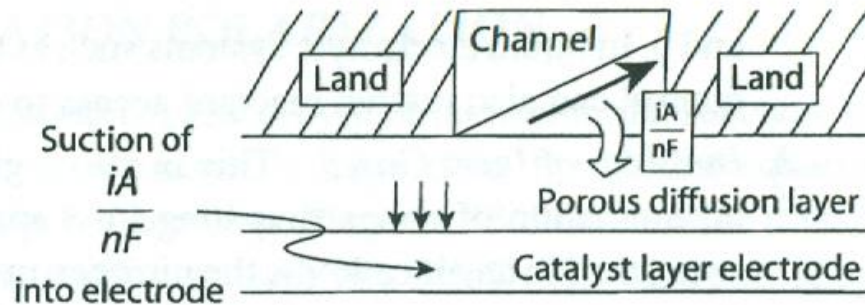 Channel
Land
Land
iA
nF
Suction of
iA
nF
into electrode
Porous diffusion layer
Catalyst layer electrode